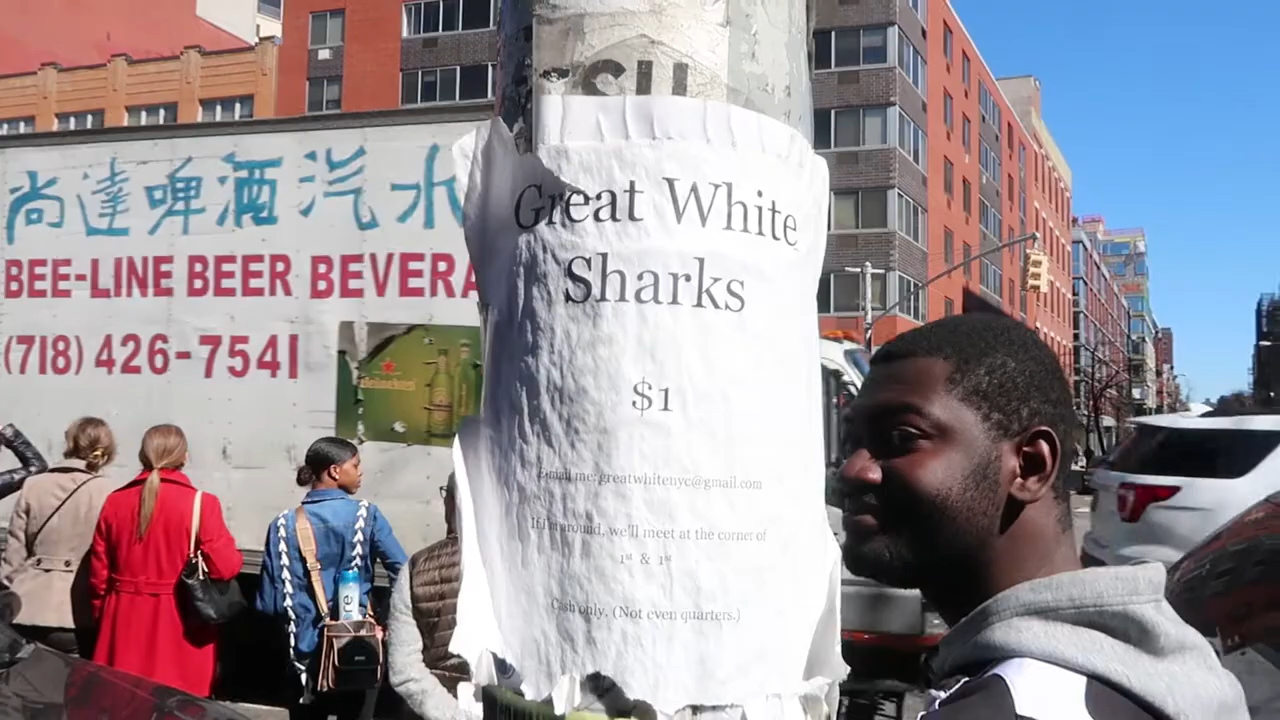 尚達啤酒汽水
BEE-LINE BEER BEVERA
(718) 426-7541
Great White
Sharks
$1
E-mail me: greatwhitenyc@gmail.com
If I'm around, we'll meet at the corner of
1st & 1st
Cash only. (Not even quarters.)